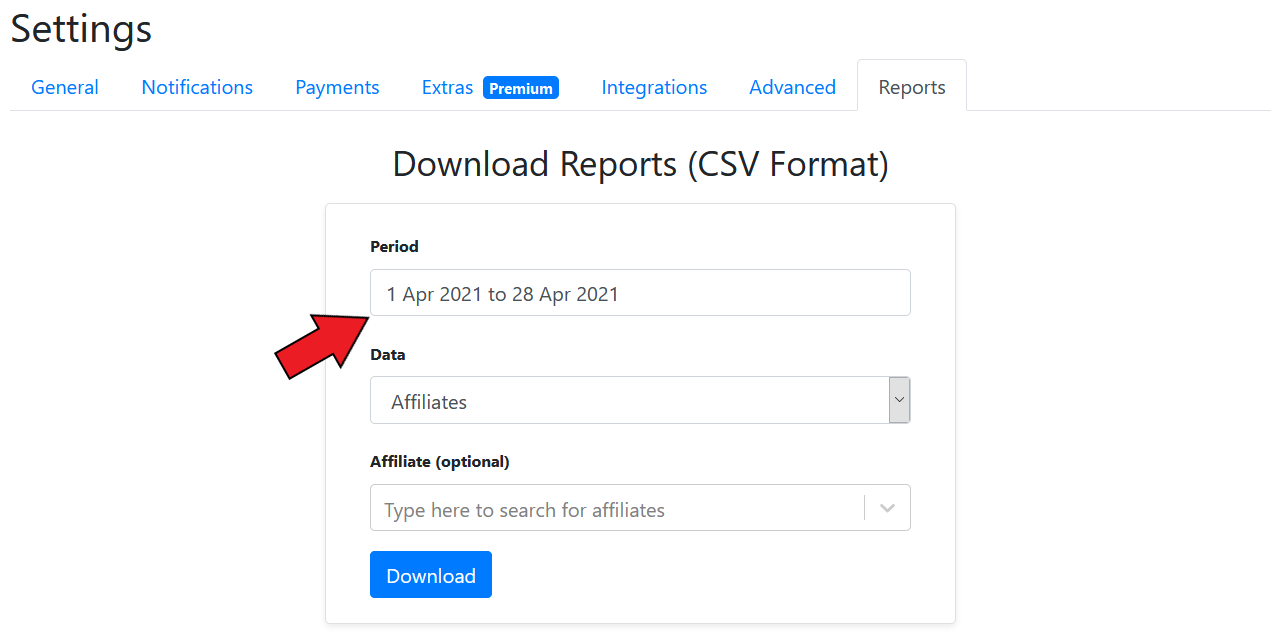 Settings
General Notifications Payments Extras Premium Integrations Advanced Reports
Download Reports (CSV Format)
Period
1 Apr 2021 to 28 Apr 2021
Data
Affiliates
Affiliate (optional)
Type here to search for affiliates
Download